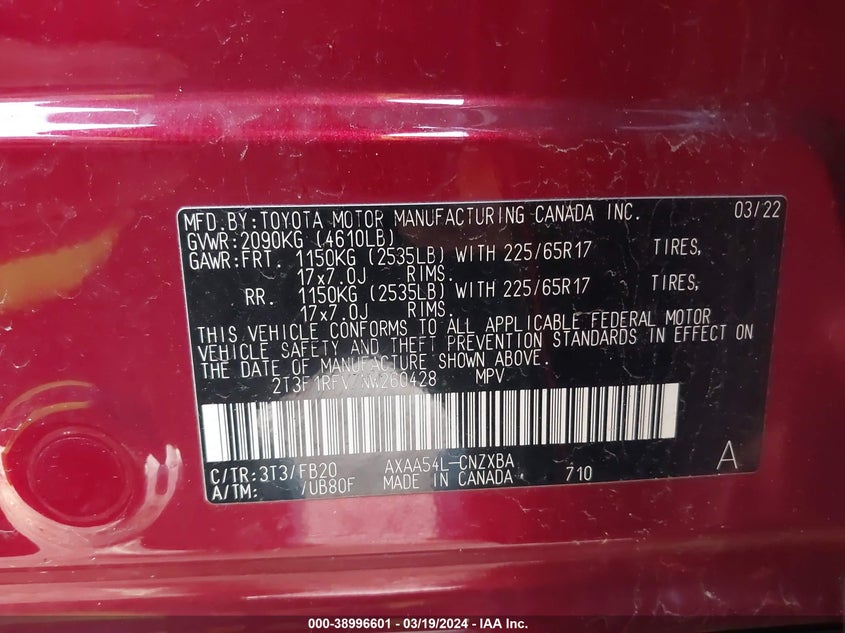 MFD.BY:TOYOTA MOTOR MANUFACTURING CANADA INC. 03/22
GVWR:2090KG (4610LB)
GAWR:FRT. 1150KG (2535LB) WITH 225/65R17 TIRES,
17x7.0J RIMS.
RR. 1150KG (2535LB) WITH 225/65R17 TIRES,
17x7.0J RIMS.
THIS VEHICLE CONFORMS TO ALL APPLICABLE FEDERAL MOTOR
VEHICLE SAFETY AND THEFT PREVENTION STANDARDS IN EFFECT ON
THE DATE OF MANUFACTURE SHOWN ABOVE.
2T3F1RFV7NW260428 MPV
C/TR:3T3/FB20 AXAA54L-CNZXBA A
A/TM: /UB80F MADE IN CANADA 710
000-38996601 - 03/19/2024 - IAA Inc.